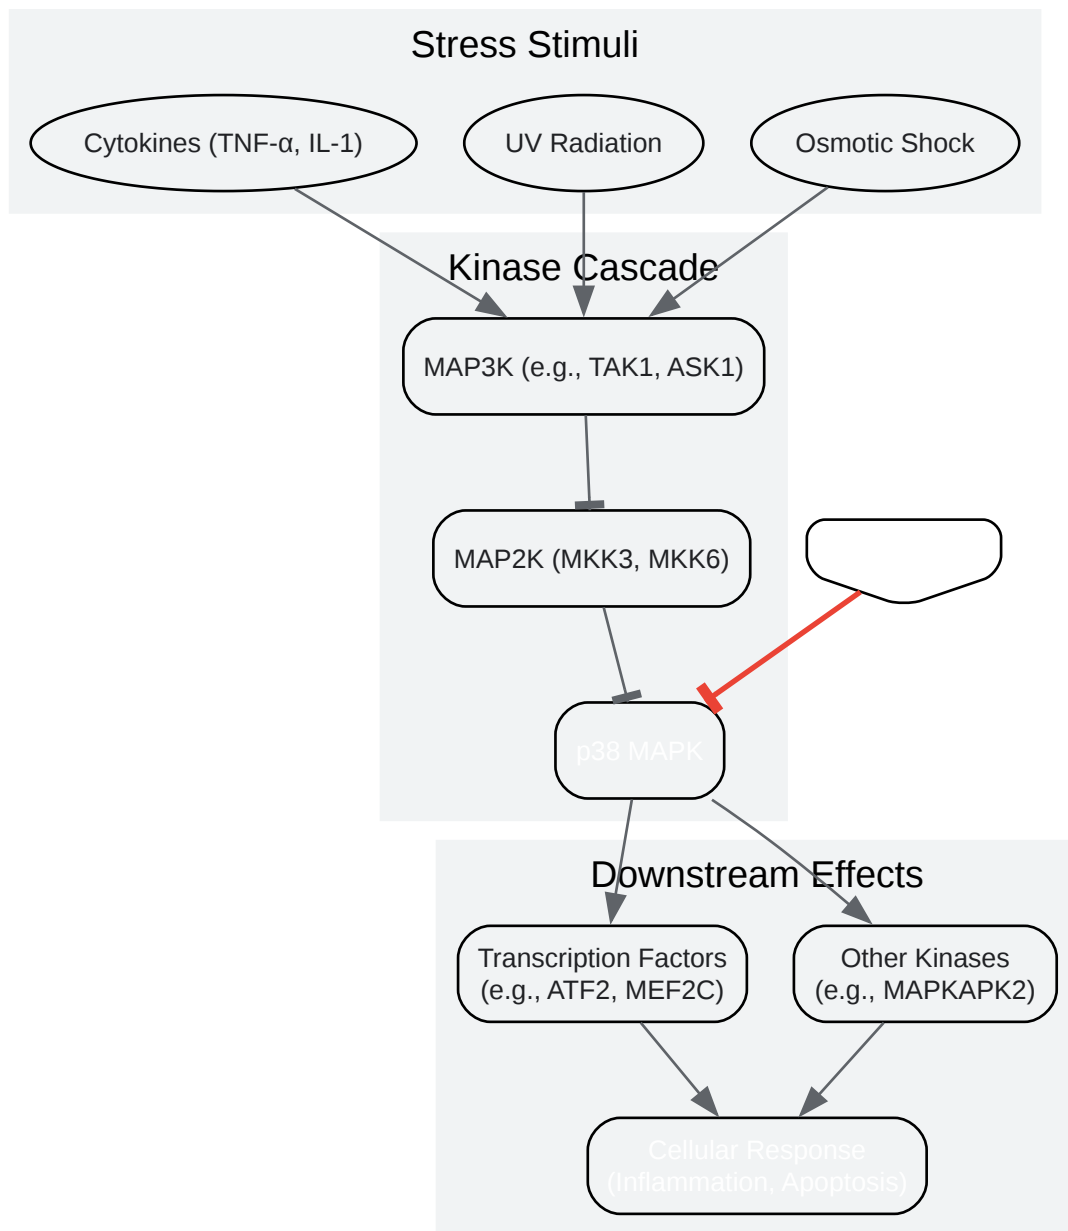 Stress Stimuli
Cytokines (TNF-α, IL-1)
UV Radiation
Osmotic Shock
Kinase Cascade
MAP3K (e.g., TAK1, ASK1)
MAP2K (MKK3, MKK6)
p38 MAPK
Downstream Effects
Transcription Factors
(e.g., ATF2, MEF2C)
Other Kinases
(e.g., MAPKAPK2)
Cellular Response
(Inflammation, Apoptosis)